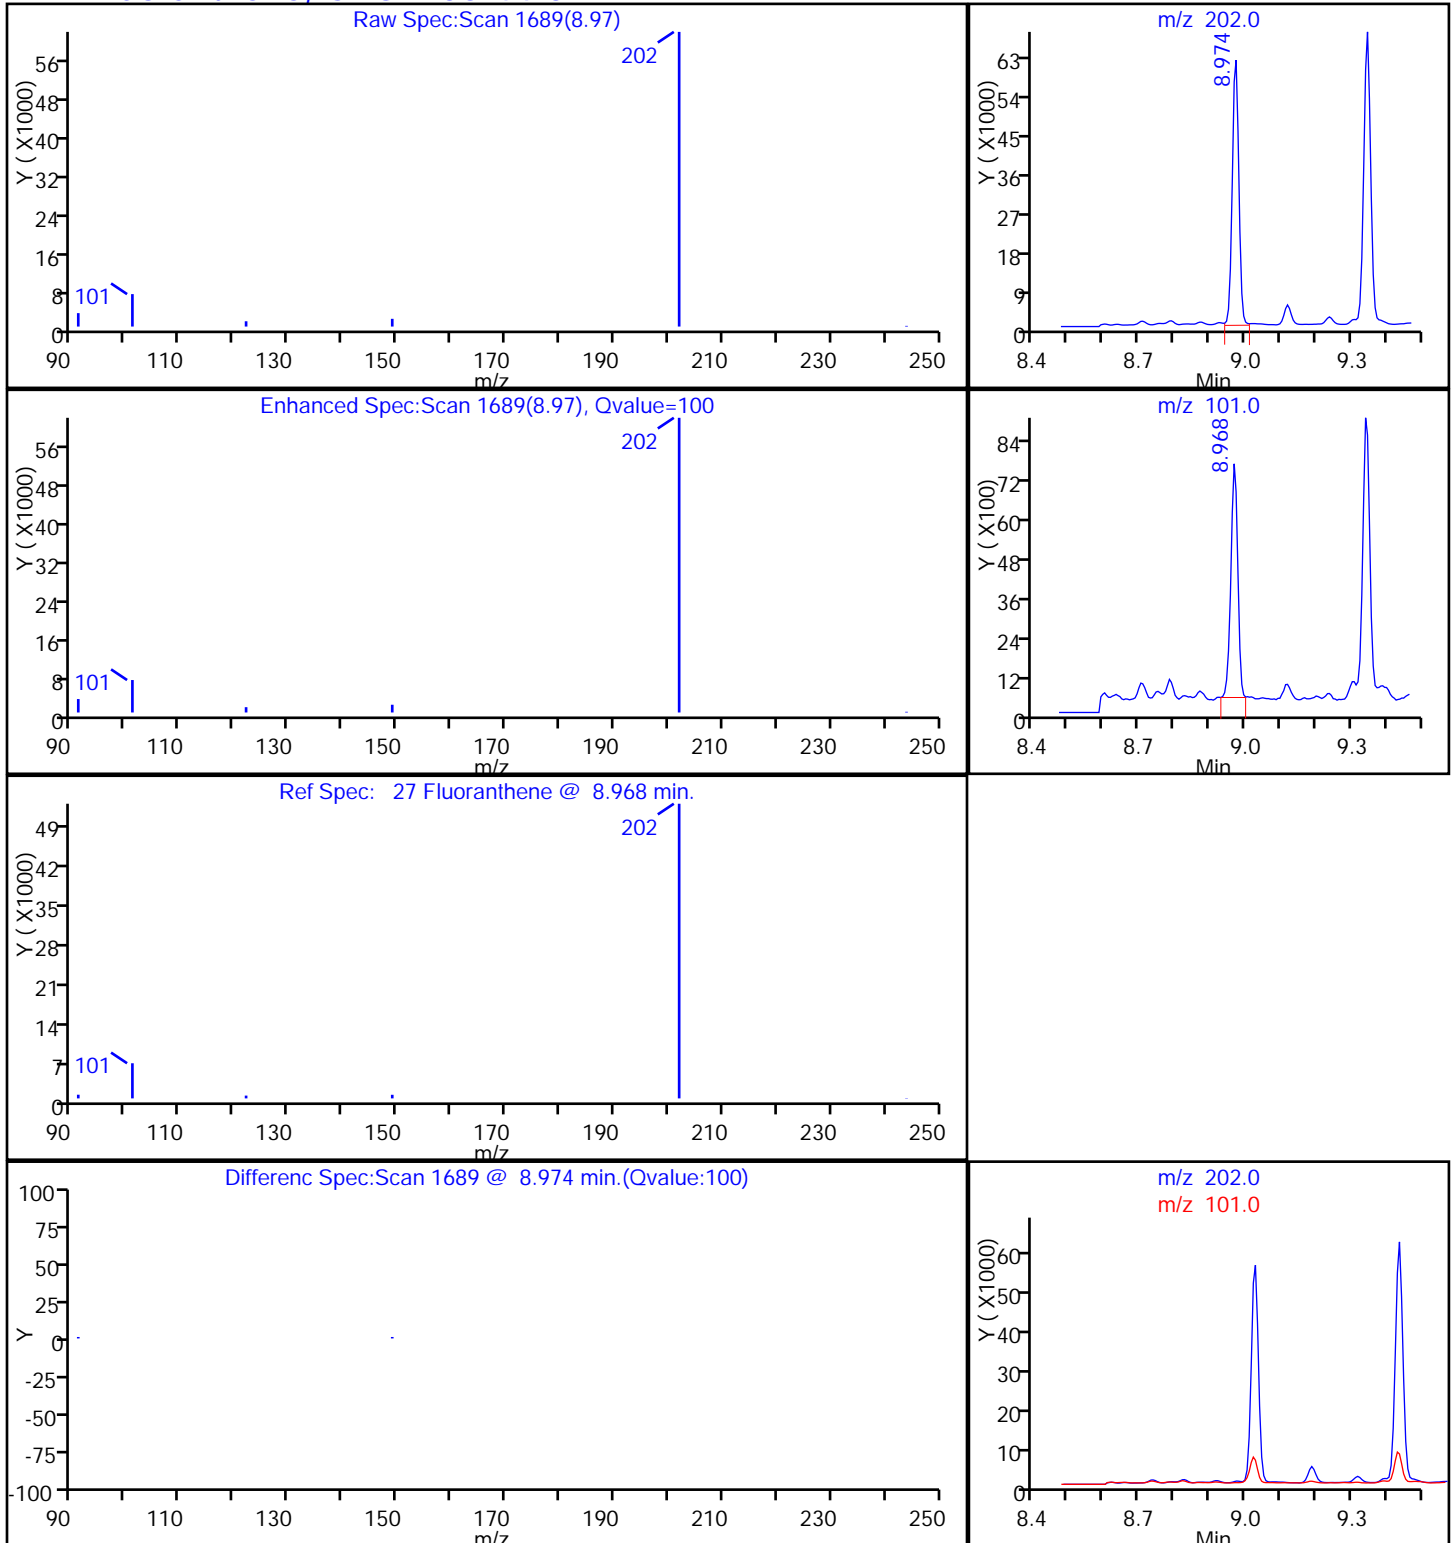 Raw Spec:Scan 1689(8.97)
202
101
Y ( X1000)
56
48
40
32
24
16
8
0
90 110 130 150 170 190 210 230 250
m/z
m/z 202.0
8.974
Y ( X1000)
63
54
45
36
27
18
9
0
8.4 8.7 9.0 9.3
Min
Enhanced Spec:Scan 1689(8.97), Qvalue=100
202
101
Y ( X1000)
56
48
40
32
24
16
8
0
90 110 130 150 170 190 210 230 250
m/z
m/z 101.0
8.968
Y ( X100)
84
72
60
48
36
24
12
0
8.4 8.7 9.0 9.3
Min
Ref Spec: 27 Fluoranthene @ 8.968 min.
202
101
Y ( X1000)
49
42
35
28
21
14
7
0
90 110 130 150 170 190 210 230 250
m/z
Differenc Spec:Scan 1689 @ 8.974 min.(Qvalue:100)
Y
100
75
50
25
0
-25
-50
-75
-100
90 110 130 150 170 190 210 230 250
m/z
m/z 202.0
m/z 101.0
Y ( X1000)
60
50
40
30
20
10
0
8.4 8.7 9.0 9.3
Min